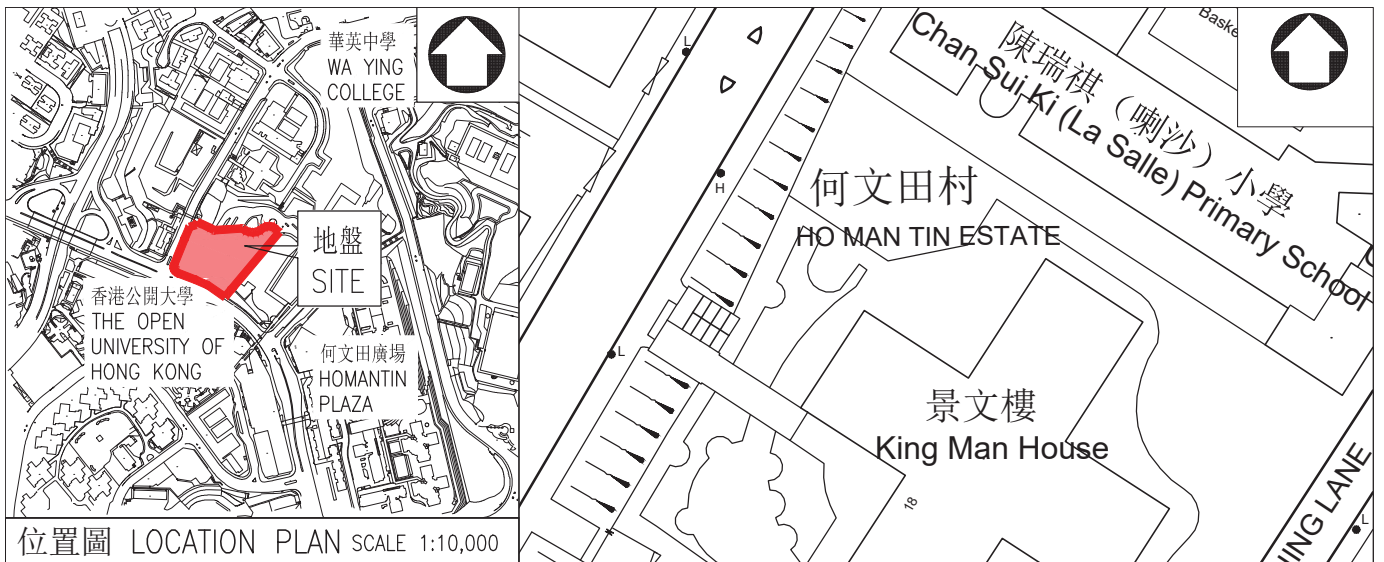 華英中學
WA YING
COLLEGE
地盤
SITE
香港公開大學
THE OPEN
UNIVERSITY OF
HONG KONG
何文田廣場
HOMANTIN
PLAZA
位置圖 LOCATION PLAN SCALE 1:10,000
L
H
L
陳瑞祺（喇沙）小學
Chan Sui Ki (La Salle) Primary School
何文田村
HO MAN TIN ESTATE
景文樓
King Man House
18
LANE
L